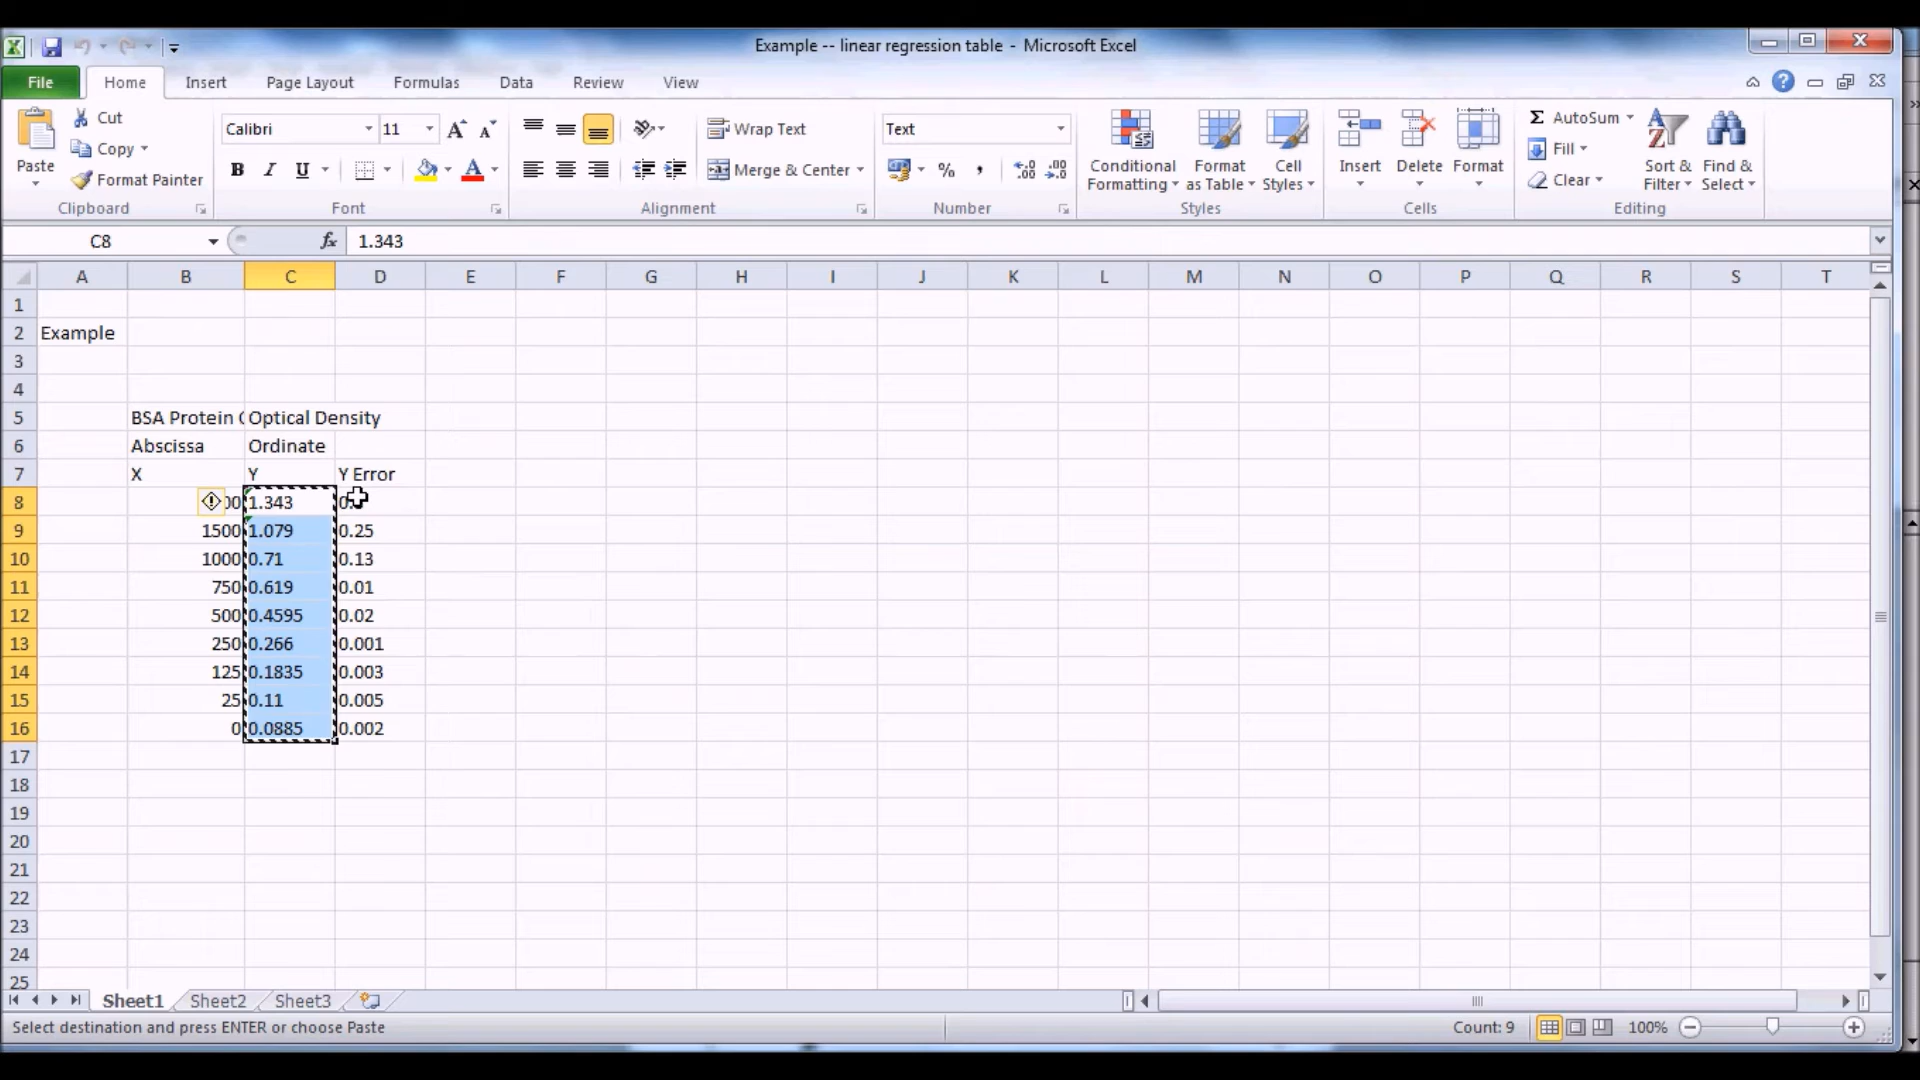 Example -- linear regression table - Microsoft Excel
File Home Insert Page Layout Formulas Data Review View
Paste
Cut
Copy
Format Painter
Clipboard
Calibri 11
B I U
Font
Wrap Text
Merge & Center
Alignment
Text
%
Number
Conditional Formatting
Format as Table
Cell Styles
Styles
Insert Delete Format
Cells
AutoSum
Fill
Clear
Sort & Filter
Find & Select
Editing
C8 fx 1.343
A B C D E F G H I J K L M N O P Q R S T
1
2 Example
3
4
5 BSA Protein Optical Density
6 Abscissa Ordinate
7 X Y Y Error
8 1.343
9 1500 1.079 0.25
10 1000 0.71 0.13
11 750 0.619 0.01
12 500 0.4595 0.02
13 250 0.266 0.001
14 125 0.1835 0.003
15 25 0.11 0.005
16 0 0.0885 0.002
17
18
19
20
21
22
23
24
25
Sheet1 Sheet2 Sheet3
Select destination and press ENTER or choose Paste Count: 9 100%